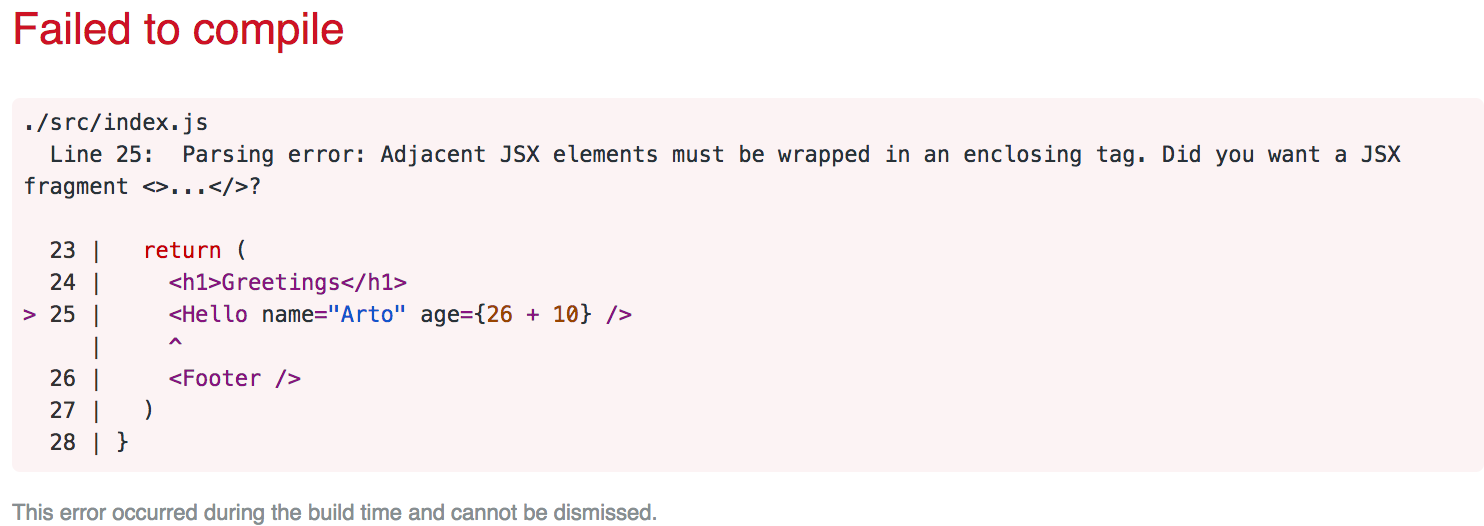 Failed to compile
./src/index.js
  Line 25:  Parsing error: Adjacent JSX elements must be wrapped in an enclosing tag. Did you want a JSX
fragment <>...</>?
  23 |   return (
  24 |     <h1>Greetings</h1>
> 25 |     <Hello name="Arto" age={26 + 10} />
     |     ^
  26 |     <Footer />
  27 |   )
  28 | }
This error occurred during the build time and cannot be dismissed.